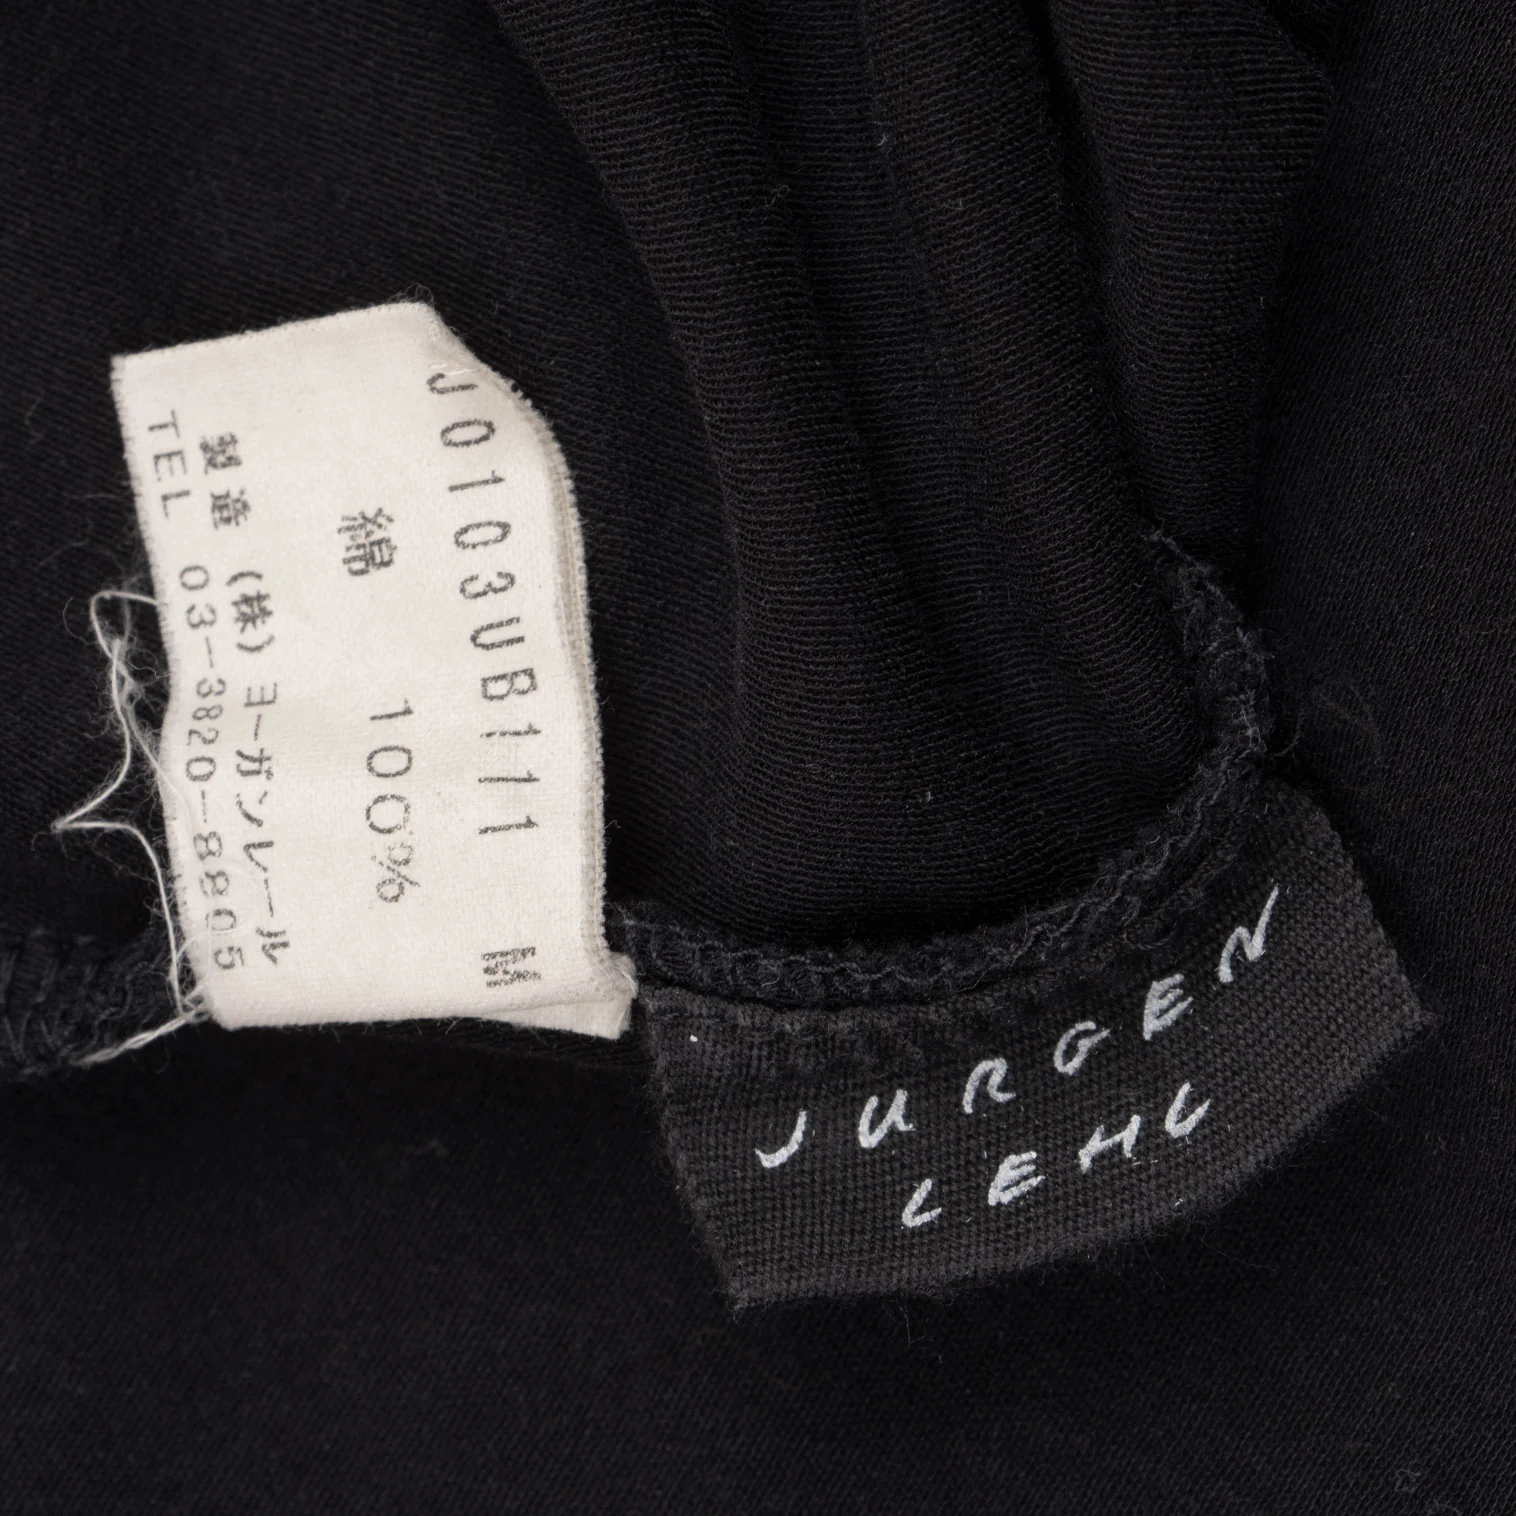 J0103UB111 M
綿 100%
製造 (株)ヨーガンレール
TEL 03-3820-8805
JURGEN
LEHL